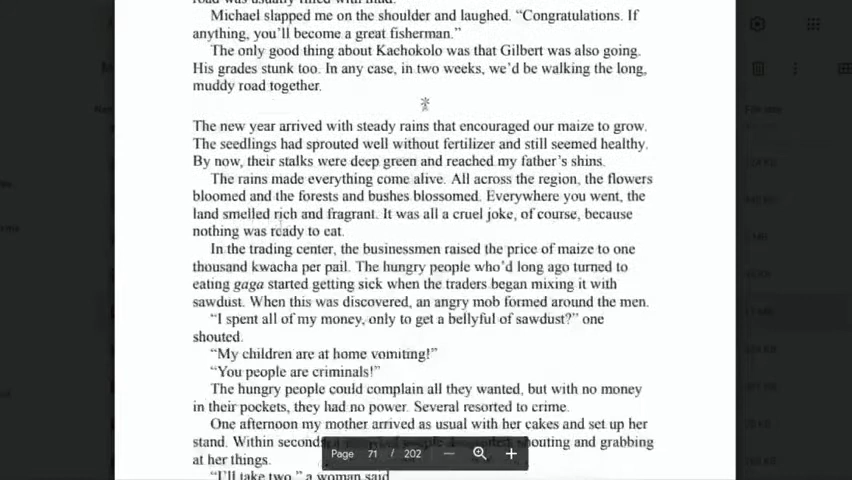 Michael slapped me on the shoulder and laughed. “Congratulations. If
anything, you’ll become a great fisherman.”
The only good thing about Kachokolo was that Gilbert was also going.
His grades stunk too. In any case, in two weeks, we’d be walking the long,
muddy road together.
The new year arrived with steady rains that encouraged our maize to grow.
The seedlings had sprouted well without fertilizer and still seemed healthy.
By now, their stalks were deep green and reached my father’s shins.
The rains made everything come alive. All across the region, the flowers
bloomed and the forests and bushes blossomed. Everywhere you went, the
land smelled rich and fragrant. It was all a cruel joke, of course, because
nothing was ready to eat.
In the trading center, the businessmen raised the price of maize to one
thousand kwacha per pail. The hungry people who’d long ago turned to
eating gaga started getting sick when the traders began mixing it with
sawdust. When this was discovered, an angry mob formed around the men.
“I spent all of my money, only to get a bellyful of sawdust?” one
shouted.
“My children are at home vomiting!”
“You people are criminals!”
The hungry people could complain all they wanted, but with no money
in their pockets, they had no power. Several resorted to crime.
One afternoon my mother arrived as usual with her cakes and set up her
stand. Within seconds shouting and grabbing
at her things.
“I’ll take two,” a woman said
Page 71 / 202
File size